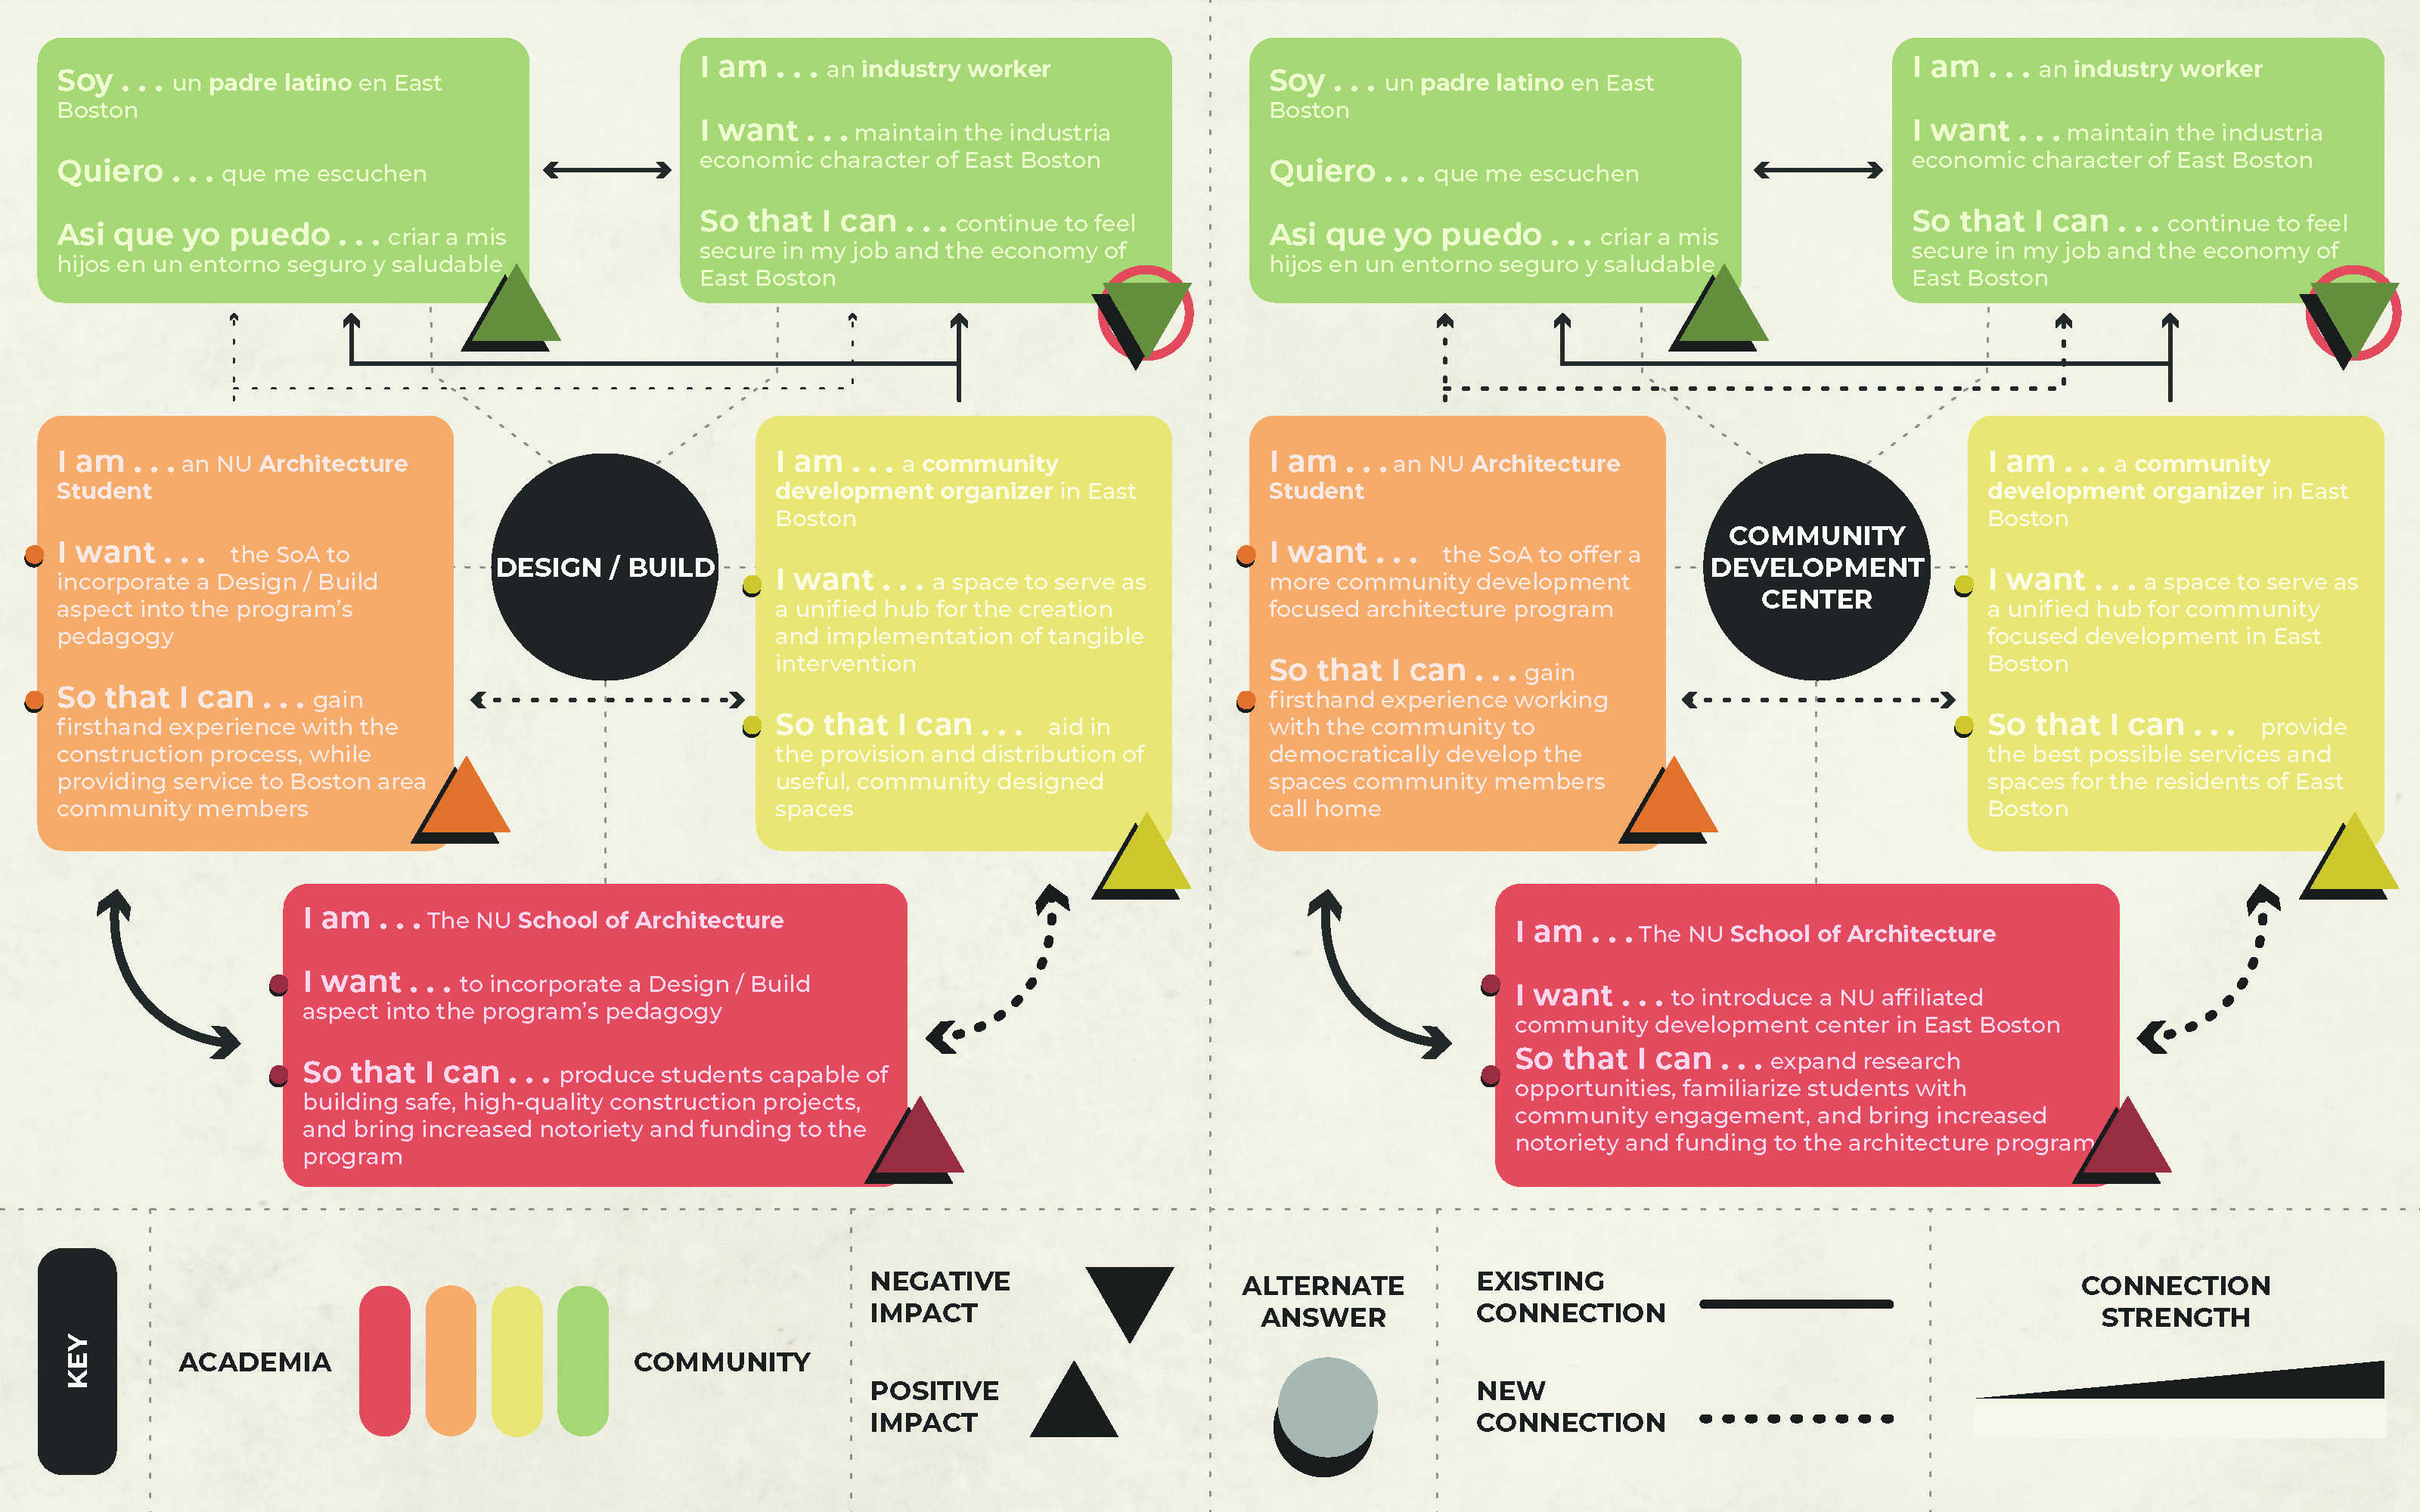 Soy . . . un padre latino en East
Boston
Quiero . . . que me escuchen
Asi que yo puedo . . . criar a mis
hijos en un entorno seguro y saludable
I am . . . an industry worker
I want . . . maintain the industria
economic character of East Boston
So that I can . . . continue to feel
secure in my job and the economy of
East Boston
I am . . . an NU Architecture
Student
I want . . . the SoA to
incorporate a Design / Build
aspect into the program's
pedagogy
So that I can . . . gain
firsthand experience with the
construction process, while
providing service to Boston area
community members
DESIGN / BUILD
I am . . . a community
development organizer in East
Boston
I want . . . a space to serve as
a unified hub for the creation
and implementation of tangible
intervention
So that I can . . . aid in
the provision and distribution of
useful, community designed
spaces
I am . . . The NU School of Architecture
I want . . . to incorporate a Design / Build
aspect into the program's pedagogy
So that I can . . . produce students capable of
building safe, high-quality construction projects,
and bring increased notoriety and funding to the
program
Soy . . . un padre latino en East
Boston
Quiero . . . que me escuchen
Asi que yo puedo . . . criar a mis
hijos en un entorno seguro y saludable
I am . . . an industry worker
I want . . . maintain the industria
economic character of East Boston
So that I can . . . continue to feel
secure in my job and the economy of
East Boston
I am . . . an NU Architecture
Student
I want . . . the SoA to offer a
more community development
focused architecture program
So that I can . . . gain
firsthand experience working
with the community to
democratically develop the
spaces community members
call home
COMMUNITY
DEVELOPMENT
CENTER
I am . . . a community
development organizer in East
Boston
I want . . . a space to serve as
a unified hub for community
focused development in East
Boston
So that I can . . . provide
the best possible services and
spaces for the residents of East
Boston
I am . . . The NU School of Architecture
I want . . . to introduce a NU affiliated
community development center in East Boston
So that I can . . . expand research
opportunities, familiarize students with
community engagement, and bring increased
notoriety and funding to the architecture program
KEY
ACADEMIA
COMMUNITY
NEGATIVE
IMPACT
POSITIVE
IMPACT
ALTERNATE
ANSWER
EXISTING
CONNECTION
NEW
CONNECTION
CONNECTION
STRENGTH